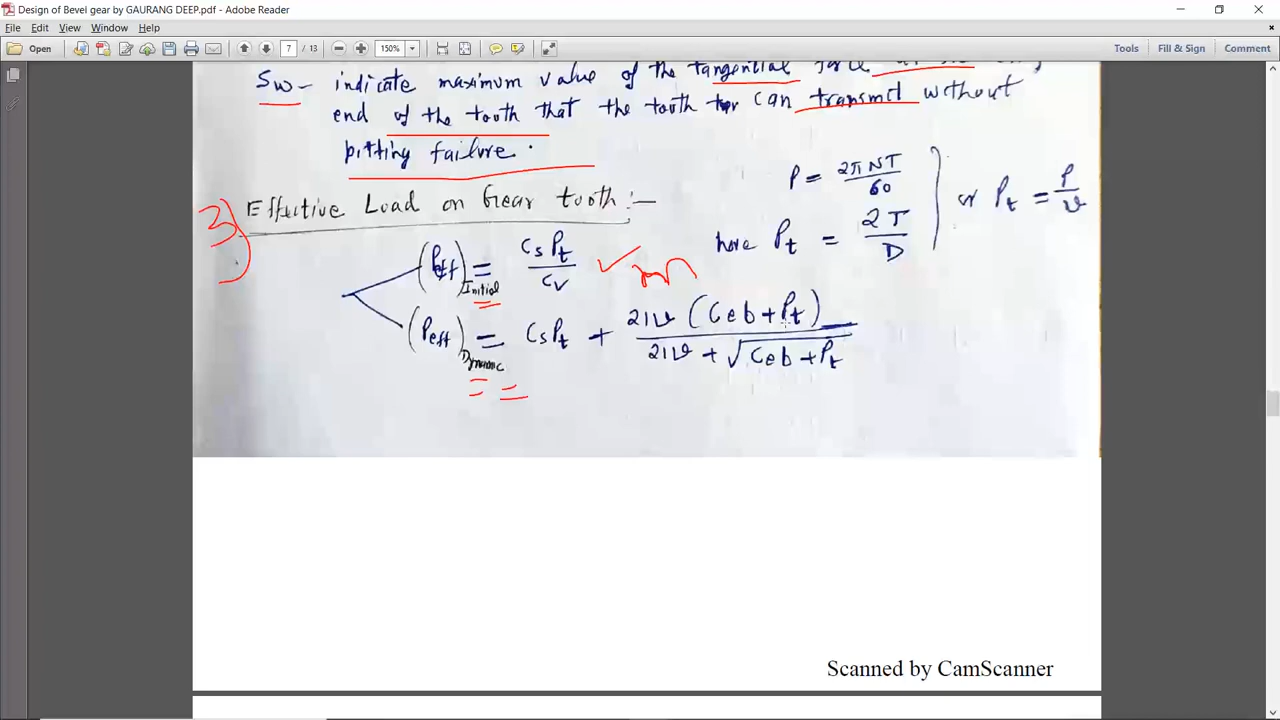 Design of Bevel gear by GAURANG DEEP.pdf - Adobe Reader
File Edit View Window Help
Open 7 / 13 150% Tools Fill & Sign Comment
Sw - indicate maximum value of the tangential force
end of the tooth that the tooth can transmit without
pitting failure.
3) Effective Load on Gear tooth :-
P = 2πNT/60
here Pt = 2T/D or Pt = P/v
(Peff)Initial = CsPt/Cv
(Peff)Dynamic = CsPt + 21v (Ceb + Pt) / 21v + √Ceb + Pt
Scanned by CamScanner